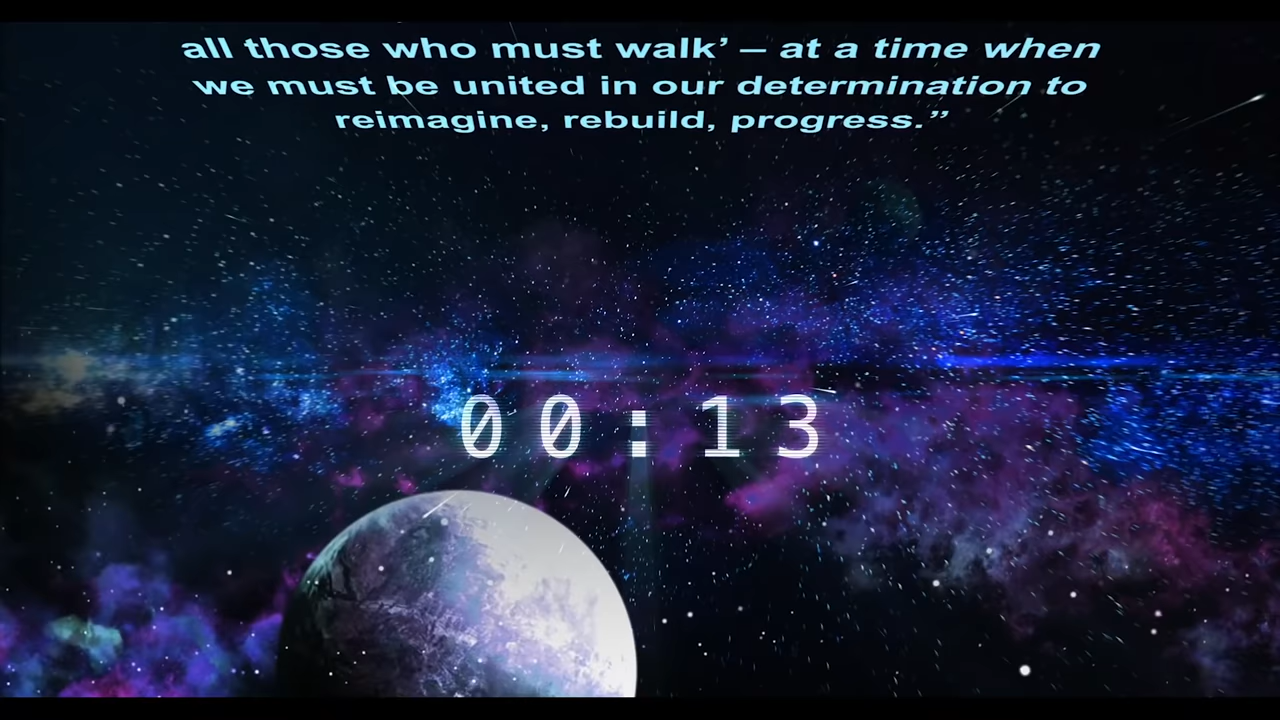 all those who must walk’ – at a time when
we must be united in our determination to
reimagine, rebuild, progress.”
00:13